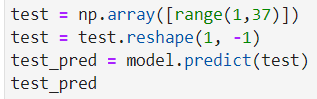 test = np.array([range(1,37)])
test = test.reshape(1, -1)
test_pred = model.predict(test)
test_pred